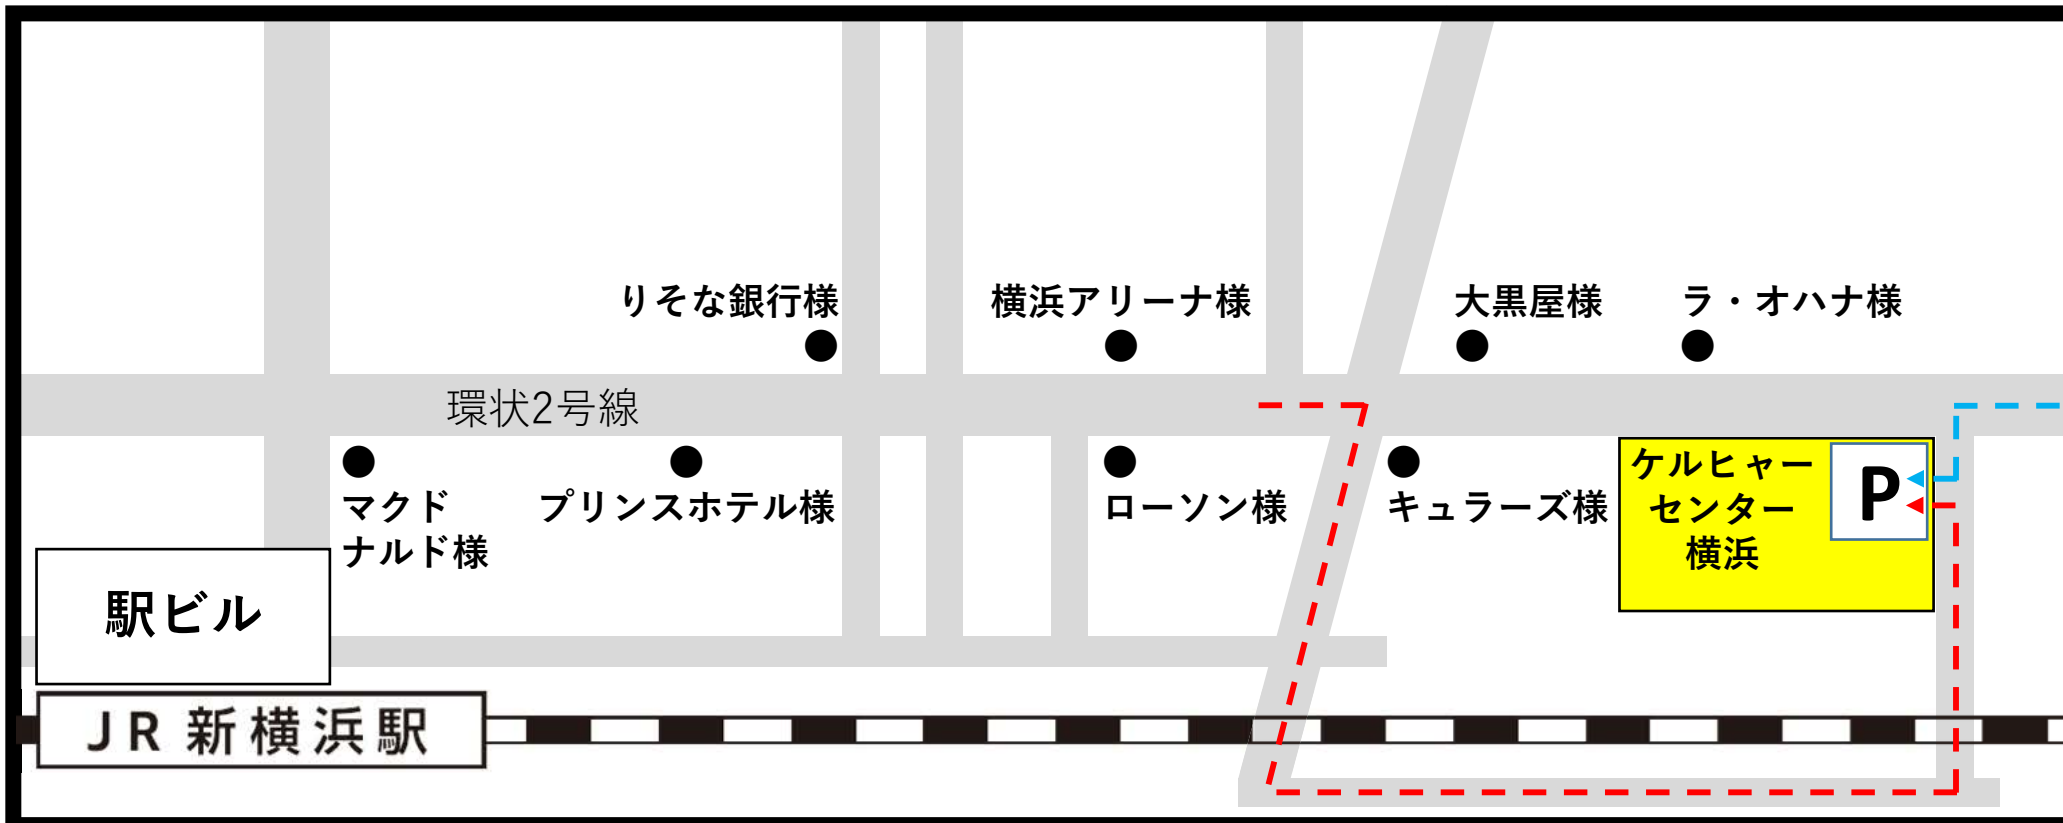 りそな銀行様
横浜アリーナ様
大黒屋様
ラ・オハナ様
環状2号線
マクド
ナルド様
プリンスホテル様
ローソン様
キュラーズ様
ケルヒャー
センター
横浜
P
駅ビル
JR 新横浜駅